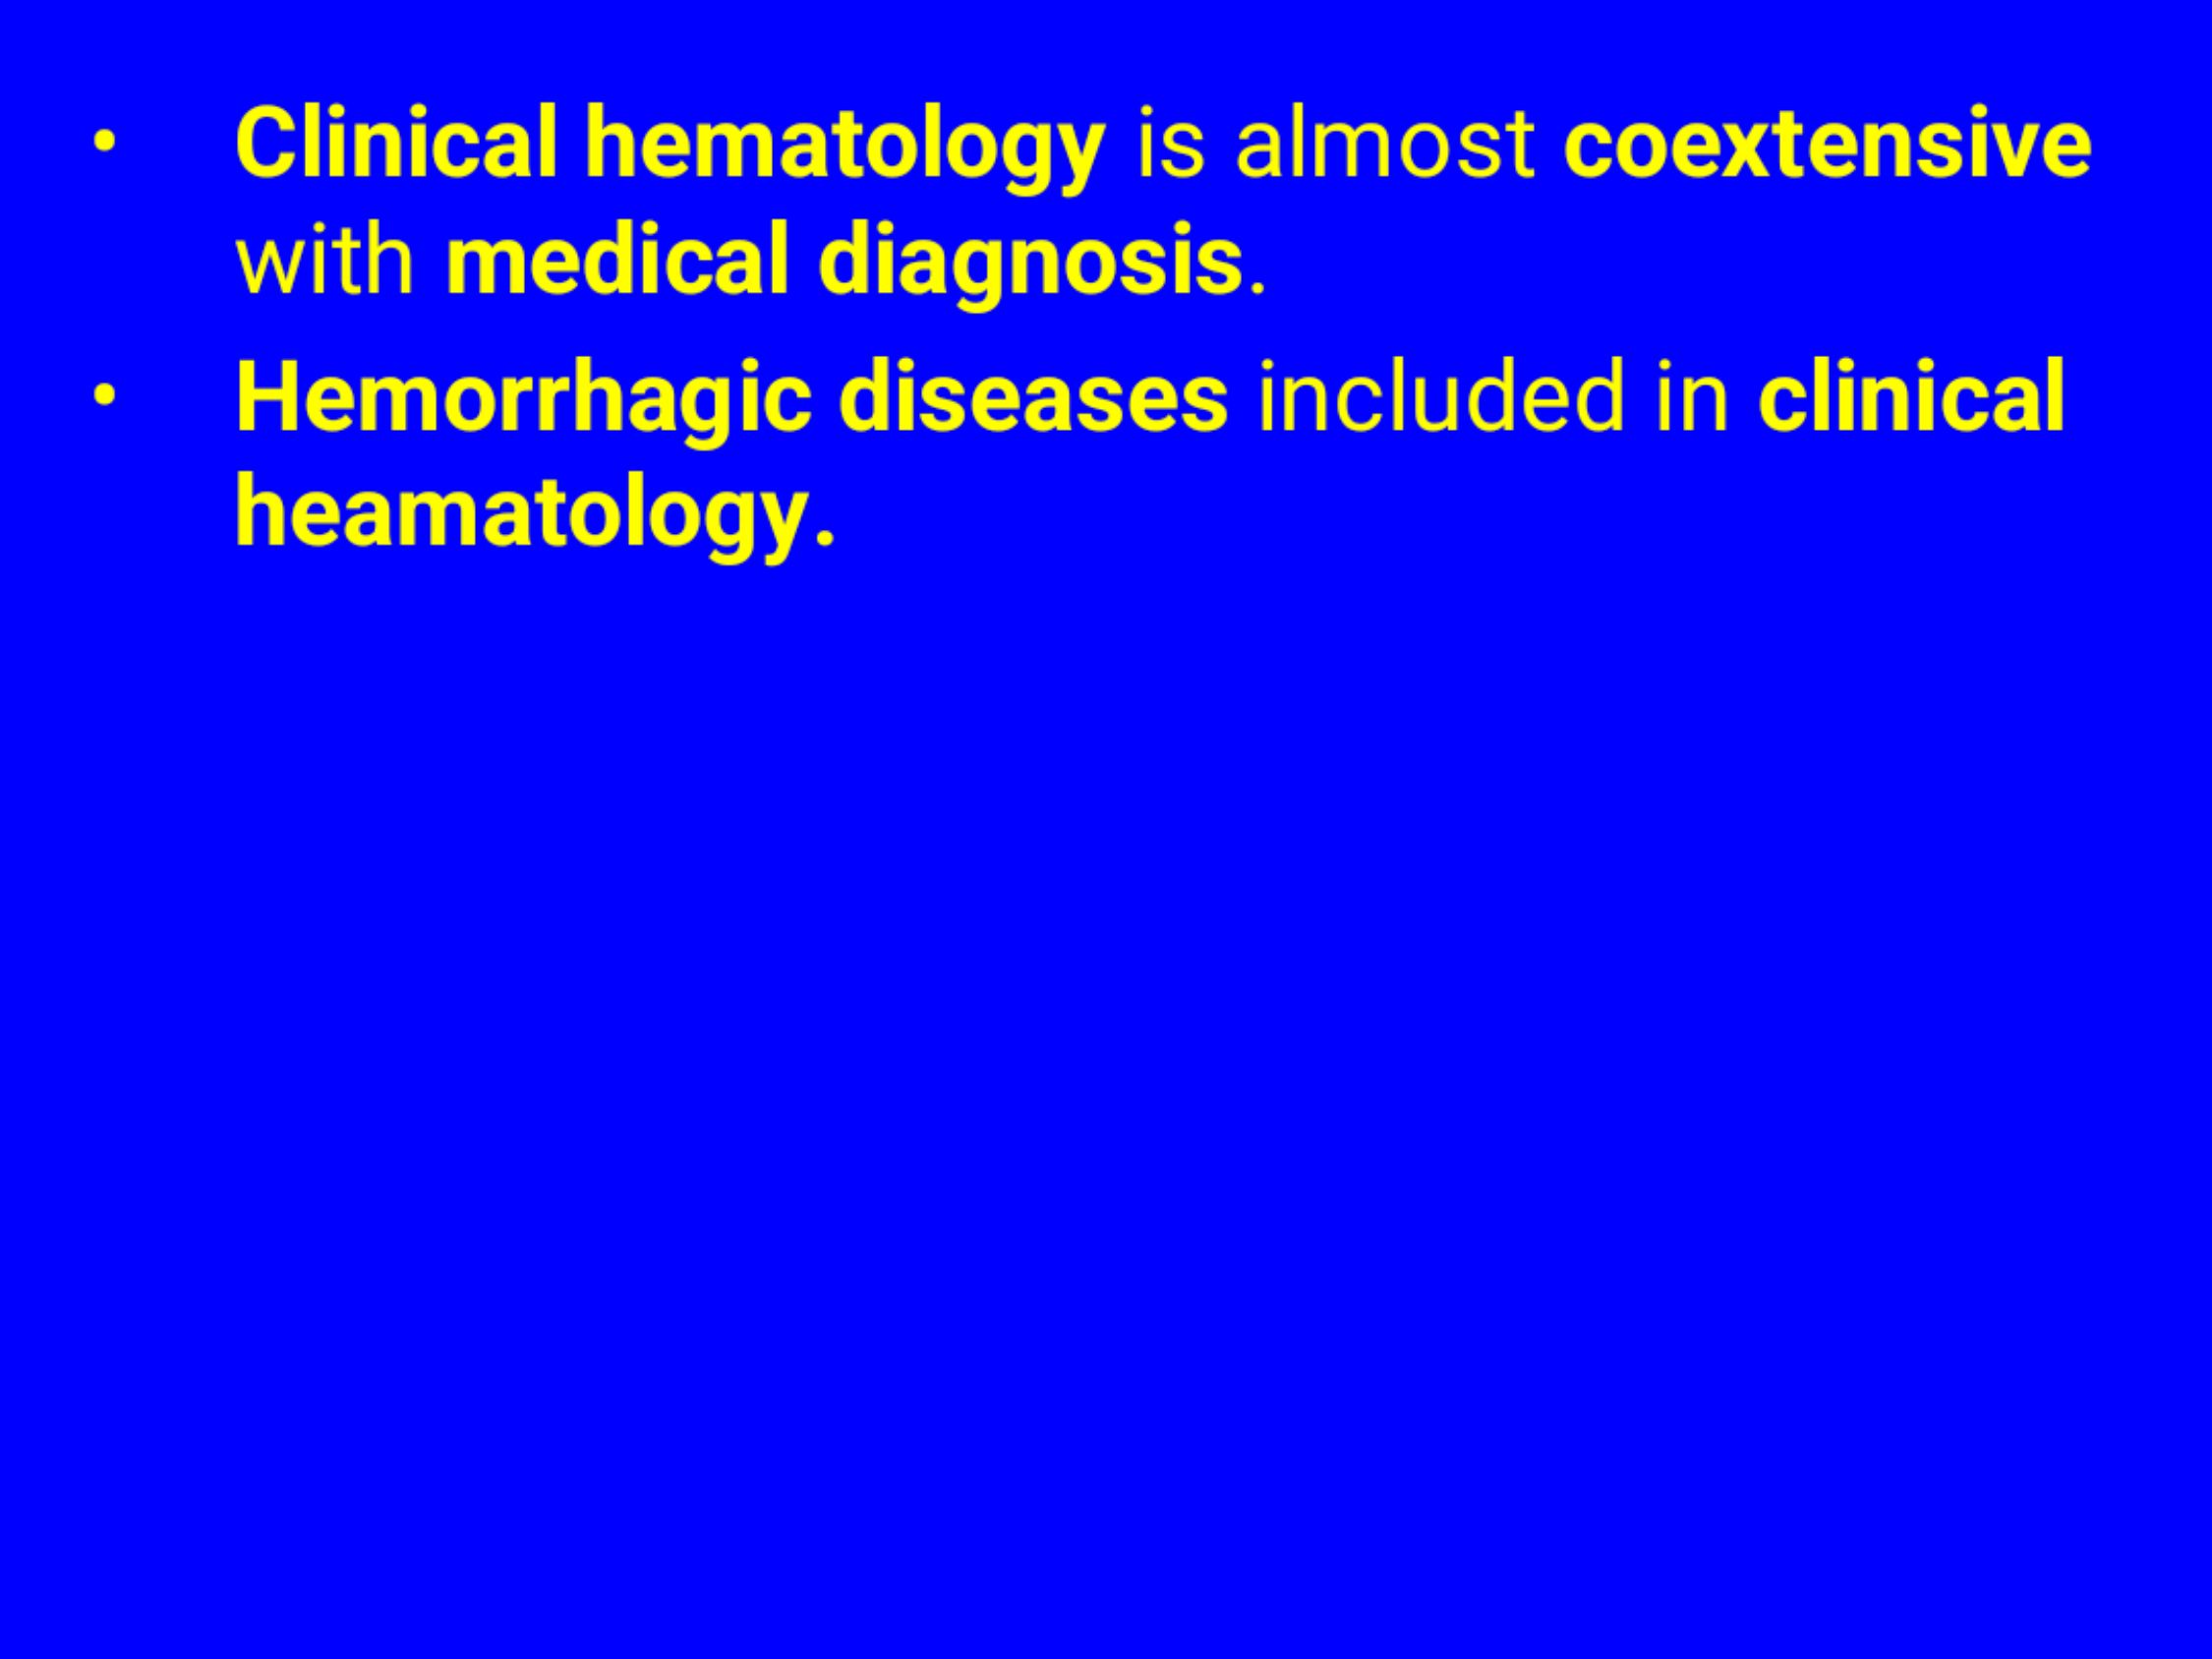 • Clinical hematology is almost coextensive
with medical diagnosis.
• Hemorrhagic diseases included in clinical
heamatology.